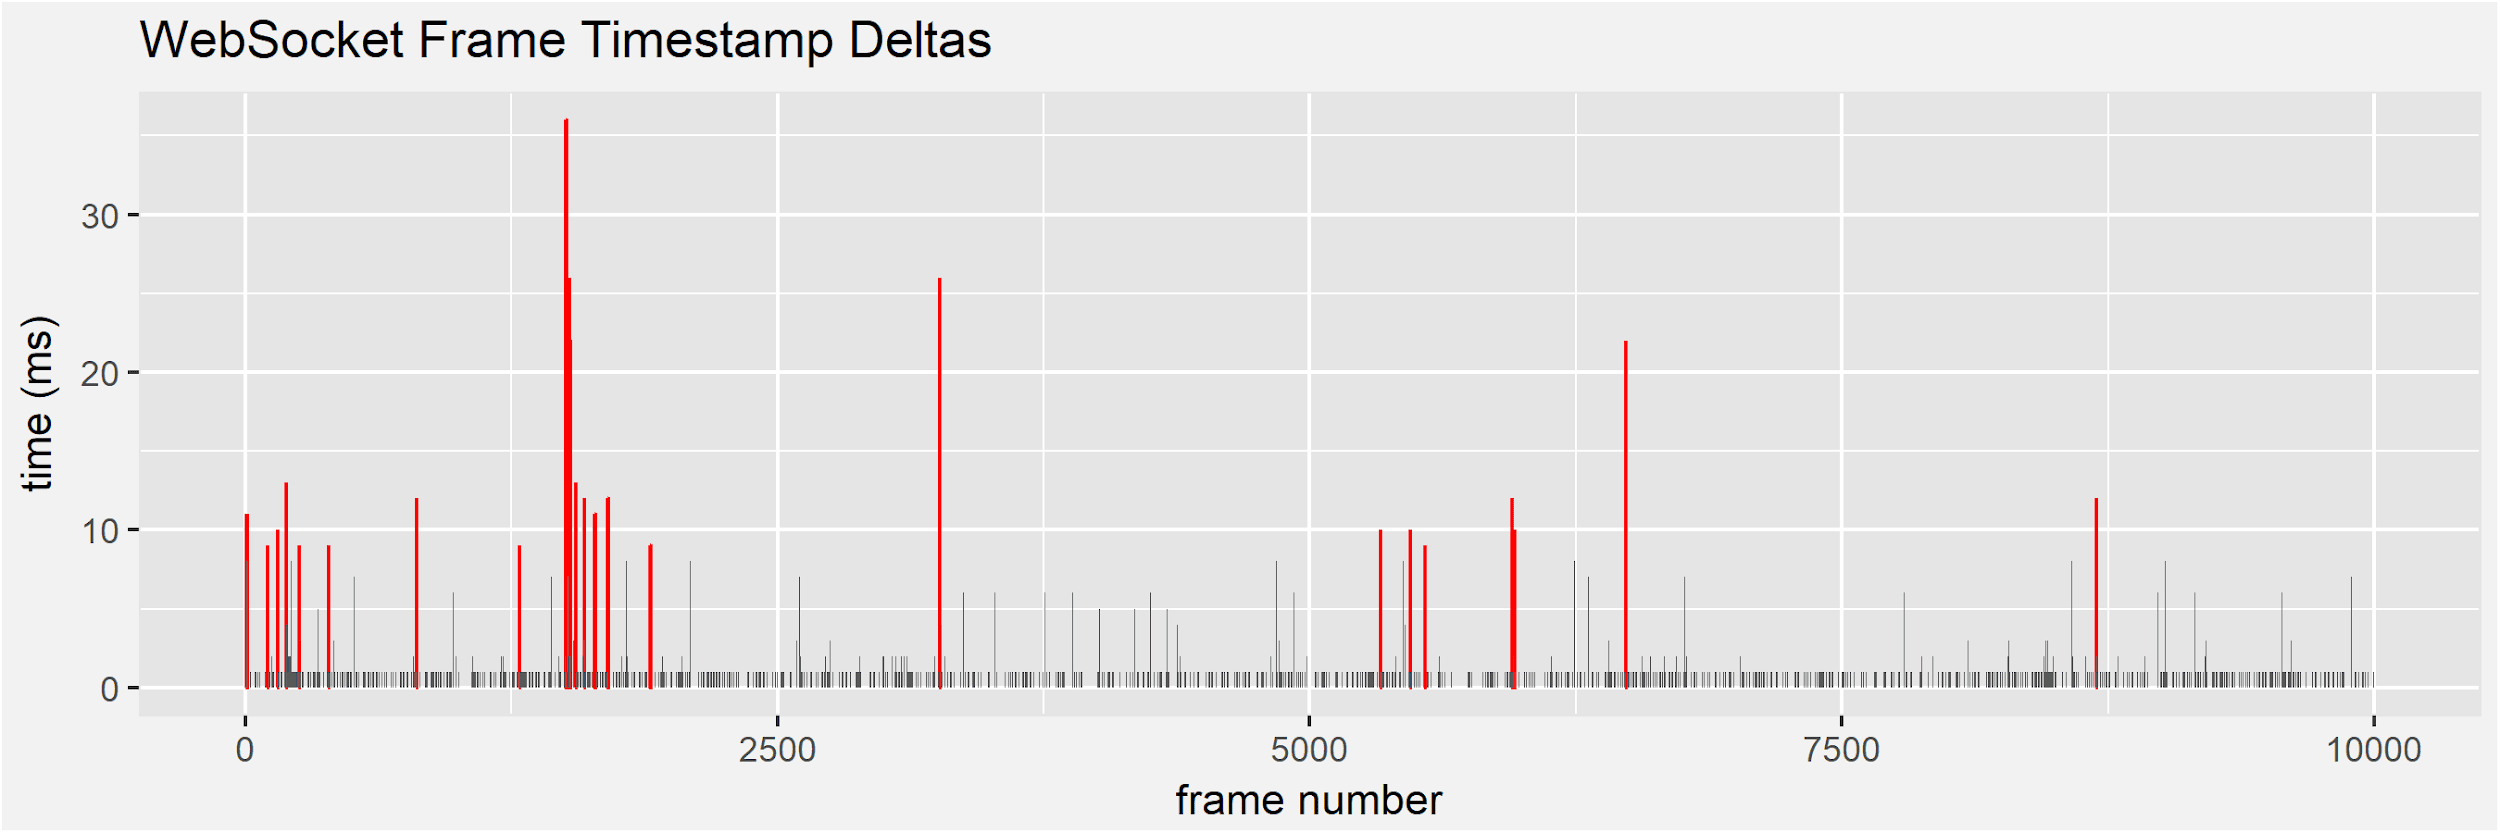 WebSocket Frame Timestamp Deltas
time (ms)
30
20
10
0
0 2500 5000 7500 10000
frame number